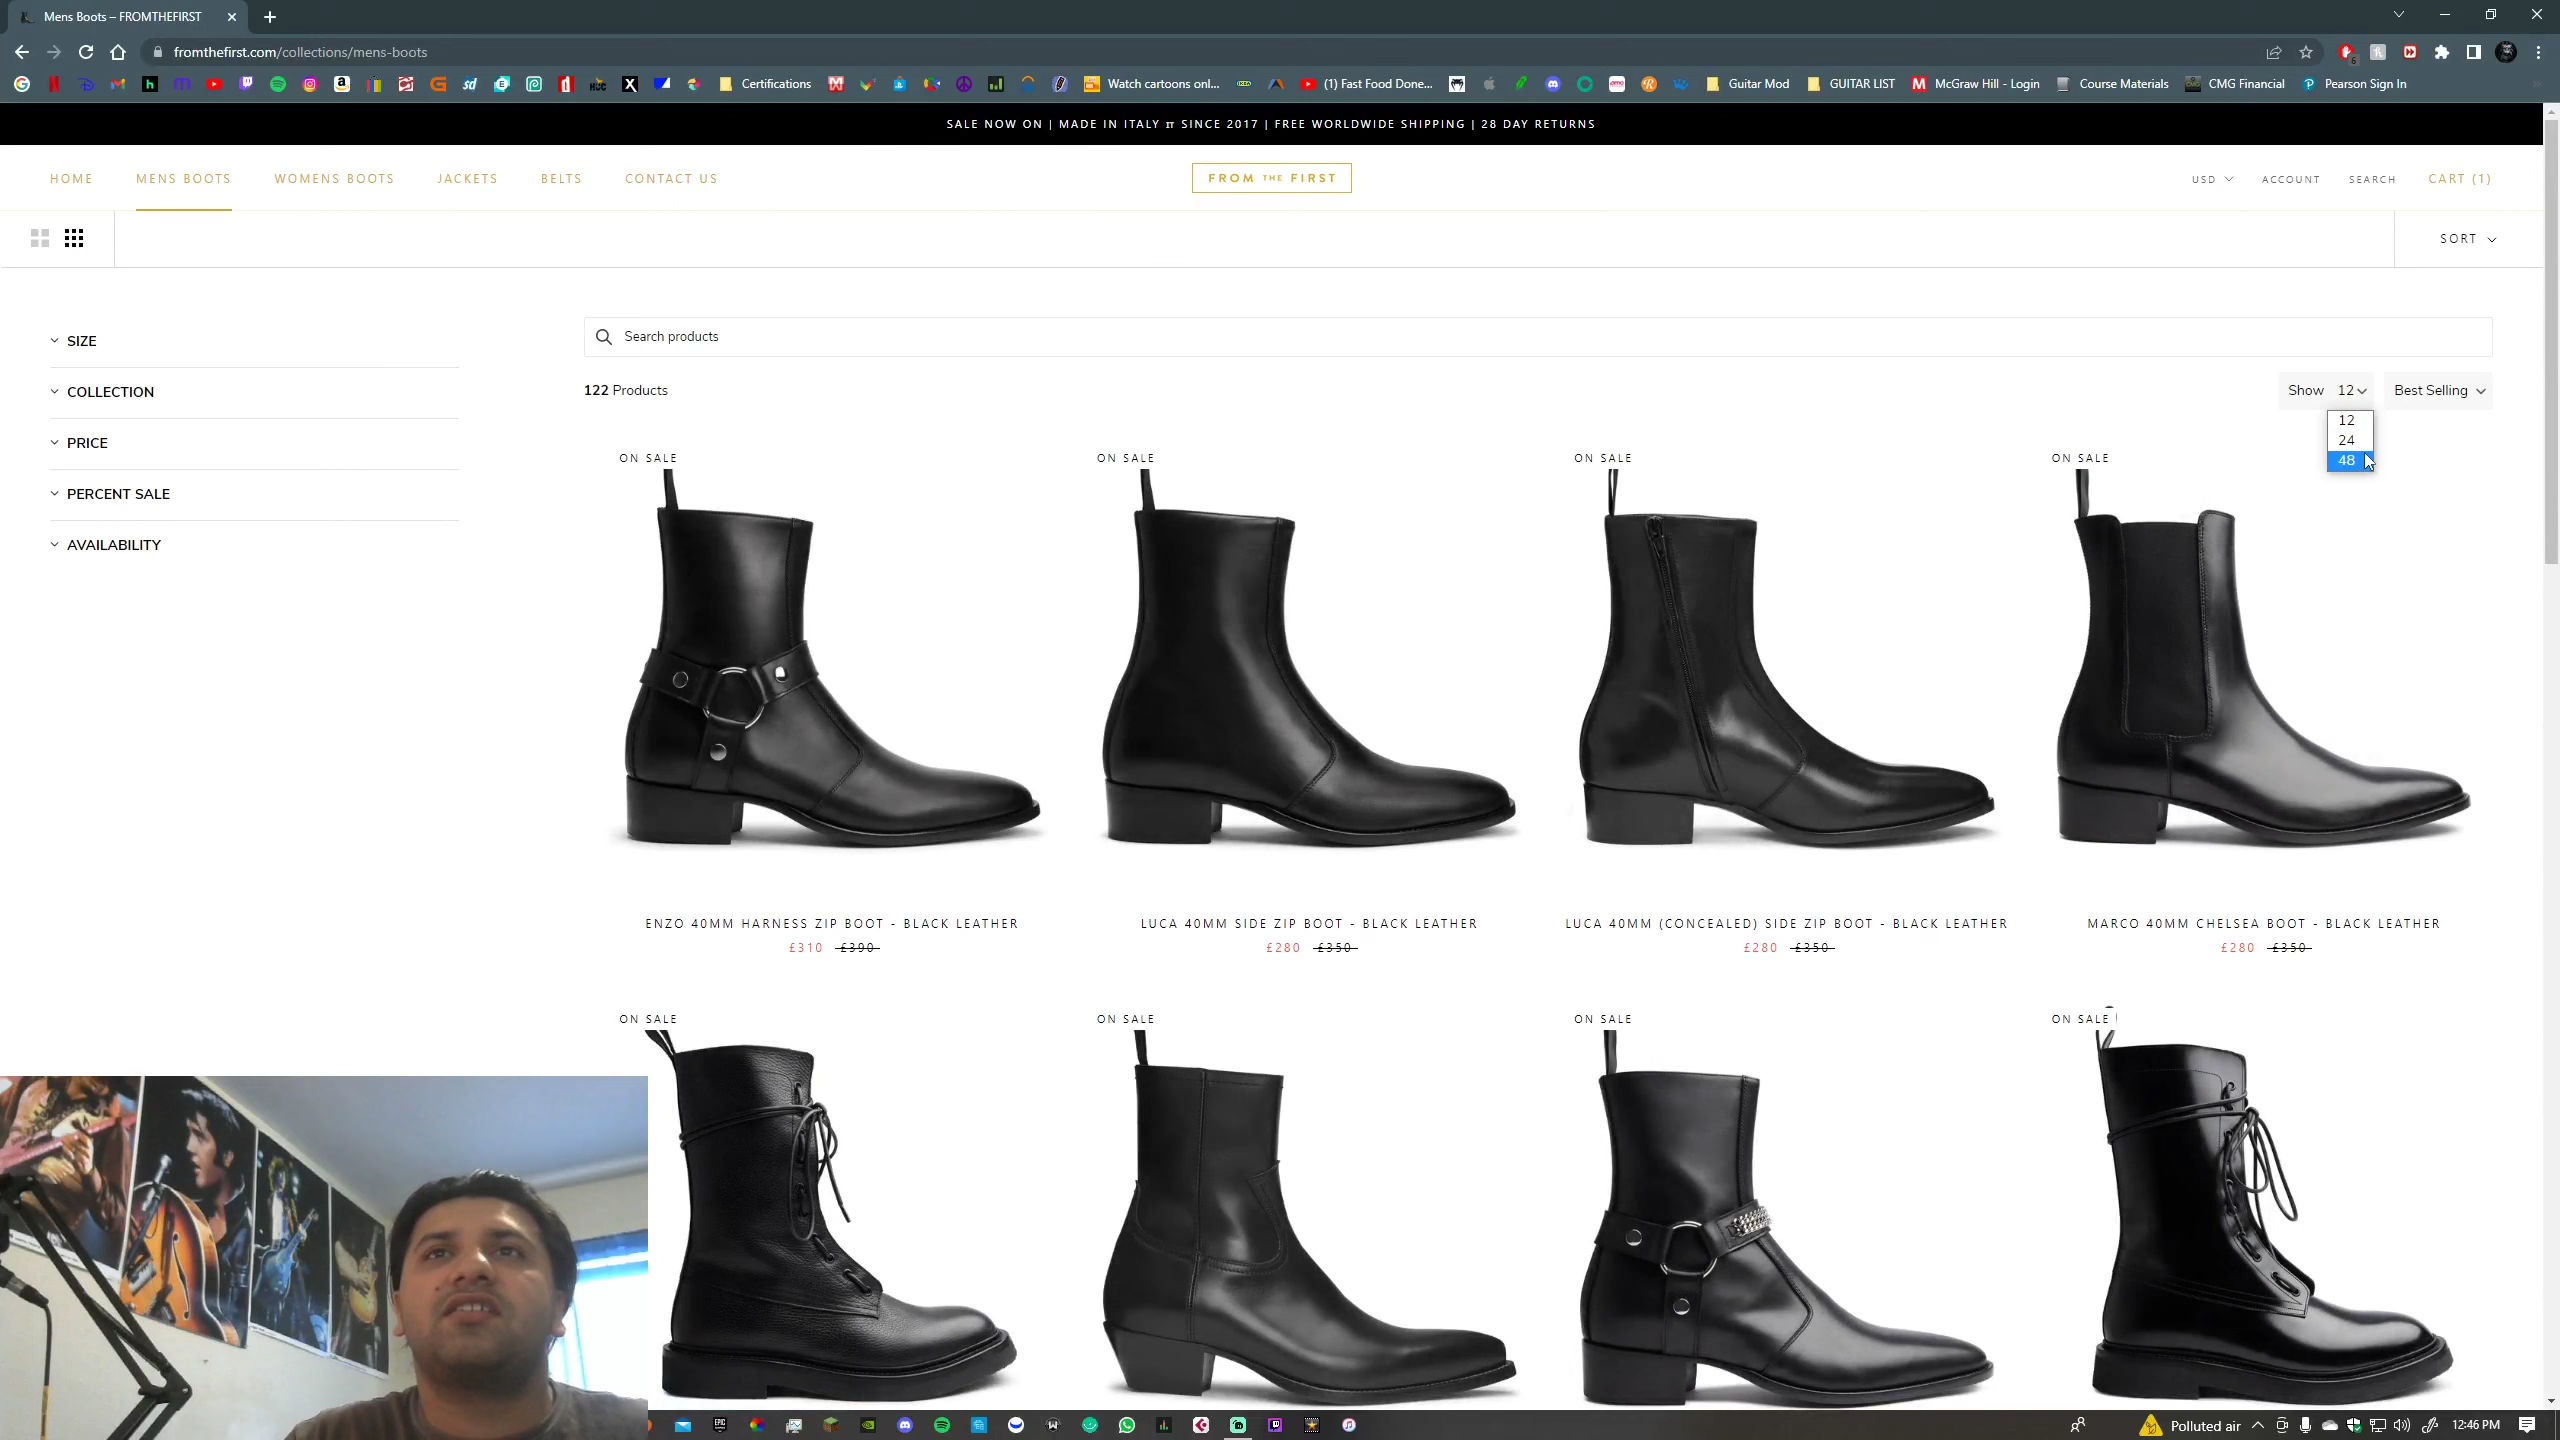 Mens Boots – FROMTHEFIRST
fromthefirst.com/collections/mens-boots
Certifications
Watch cartoons onl...
(1) Fast Food Done...
Guitar Mod
GUITAR LIST
McGraw Hill - Login
Course Materials
CMG Financial
Pearson Sign In
SALE NOW ON | MADE IN ITALY IT SINCE 2017 | FREE WORLDWIDE SHIPPING | 28 DAY RETURNS
HOME
MENS BOOTS
WOMENS BOOTS
JACKETS
BELTS
CONTACT US
FROM THE FIRST
USD
ACCOUNT
SEARCH
CART (1)
SORT
SIZE
COLLECTION
PRICE
PERCENT SALE
AVAILABILITY
Search products
122 Products
Show 12
Best Selling
12
24
48
ON SALE
ON SALE
ON SALE
ON SALE
ENZO 40MM HARNESS ZIP BOOT - BLACK LEATHER
£310 £390
LUCA 40MM SIDE ZIP BOOT - BLACK LEATHER
£280 £350
LUCA 40MM (CONCEALED) SIDE ZIP BOOT - BLACK LEATHER
£280 £350
MARCO 40MM CHELSEA BOOT - BLACK LEATHER
£280 £350
ON SALE
ON SALE
ON SALE
ON SALE
Polluted air
12:46 PM